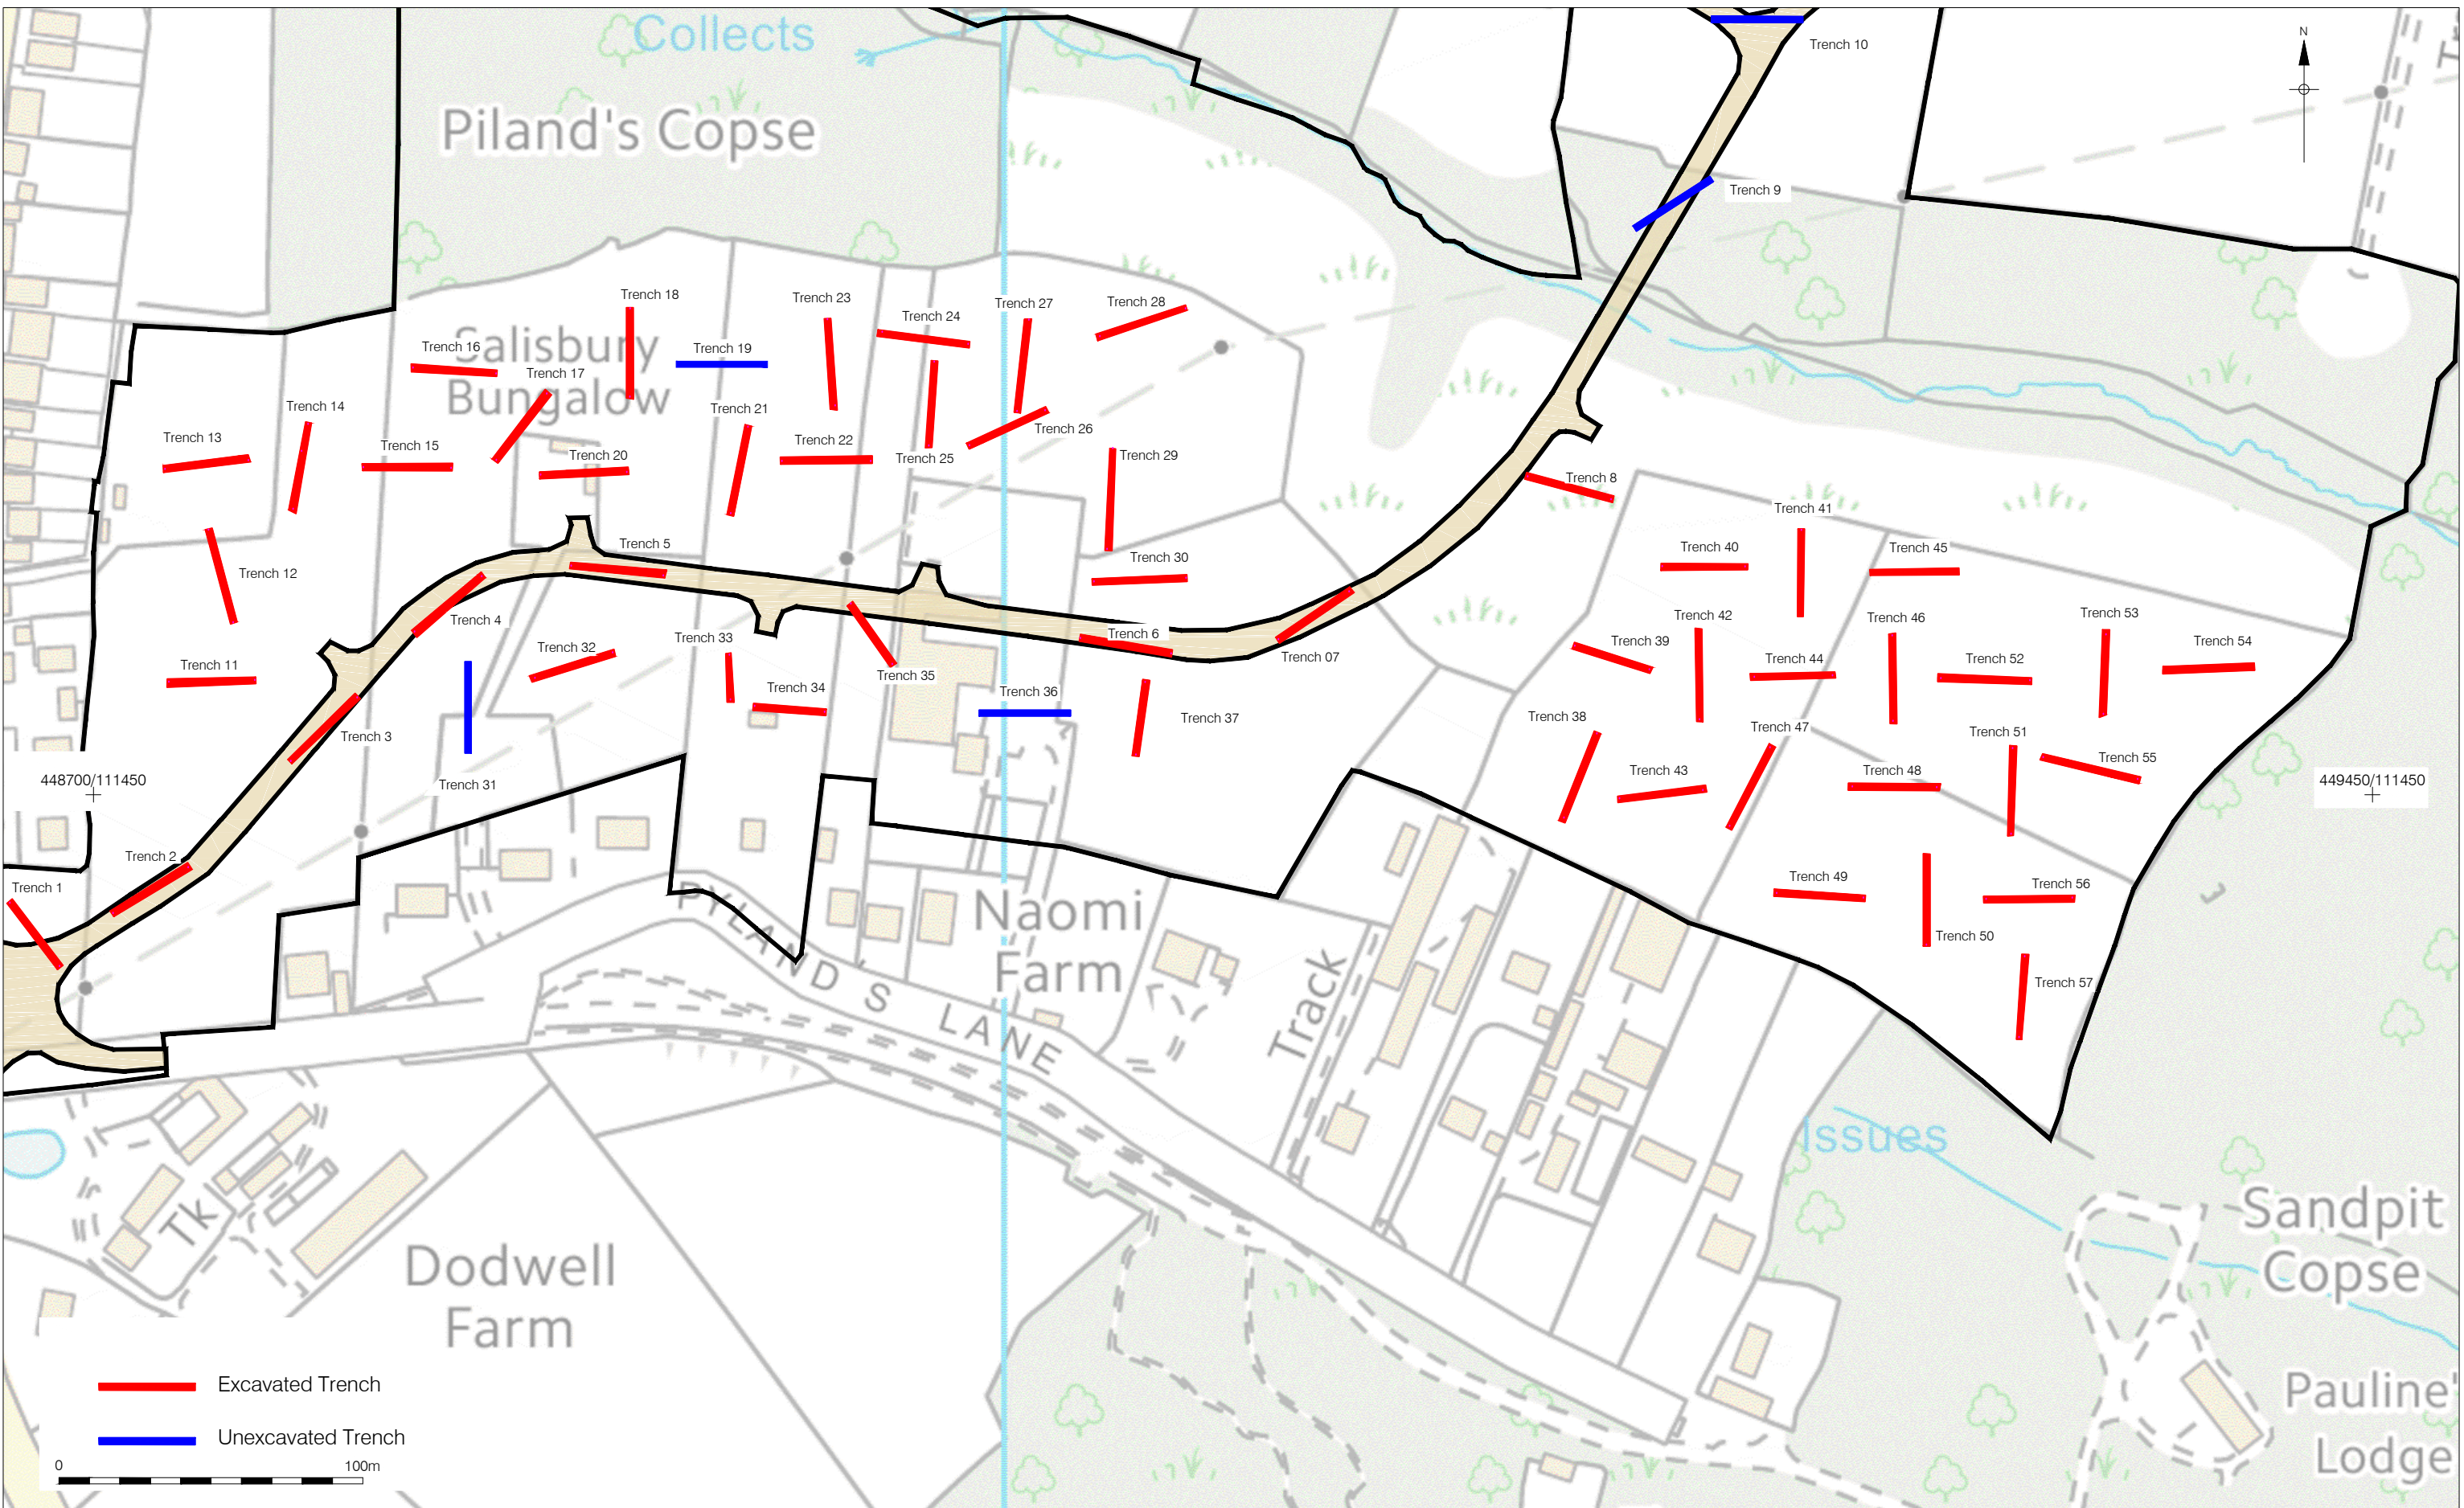 Collects
Piland's Copse
N
T
Trench 10
Trench 9
Trench 18
Trench 23
Trench 24
Trench 27
Trench 28
Salisbury
Bungalow
Trench 16
Trench 17
Trench 19
Trench 14
Trench 13
Trench 15
Trench 20
Trench 21
Trench 22
Trench 25
Trench 26
Trench 29
Trench 8
Trench 41
Trench 12
Trench 5
Trench 30
Trench 40
Trench 45
Trench 4
Trench 32
Trench 33
Trench 6
Trench 07
Trench 39
Trench 42
Trench 44
Trench 46
Trench 52
Trench 53
Trench 54
Trench 11
Trench 34
Trench 35
Trench 36
Trench 37
Trench 38
Trench 47
Trench 51
Trench 55
Trench 3
Trench 31
Trench 43
Trench 48
448700/111450
449450/111450
Trench 2
Trench 1
Trench 49
Trench 56
Trench 50
Trench 57
PYLAND'S LANE
Naomi
Farm
Track
Issues
Tk
Dodwell
Farm
Sandpit
Copse
Pauline'
Lodge
Excavated Trench
Unexcavated Trench
0 100m